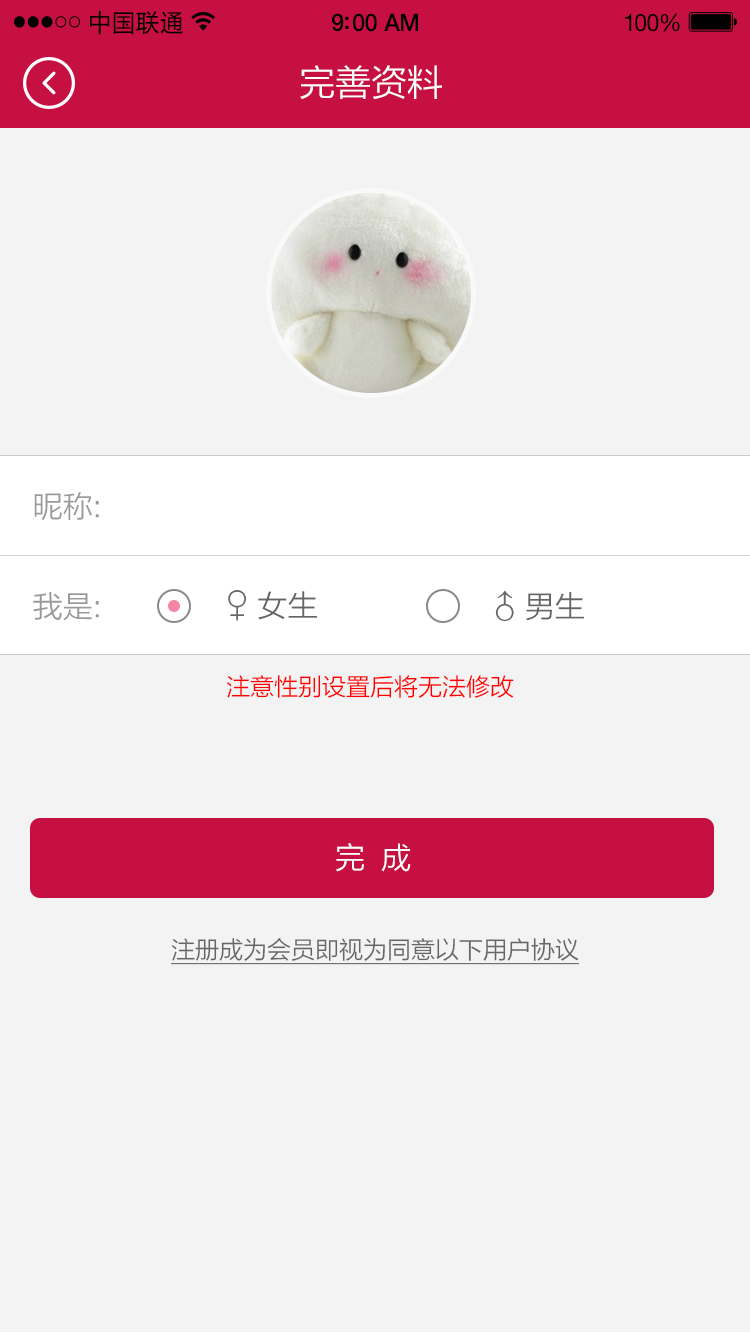 中国联通 9:00 AM 100%
完善资料
昵称:
我是: ♀女生 ♂男生
注意性别设置后将无法修改
完 成
注册成为会员即视为同意以下用户协议